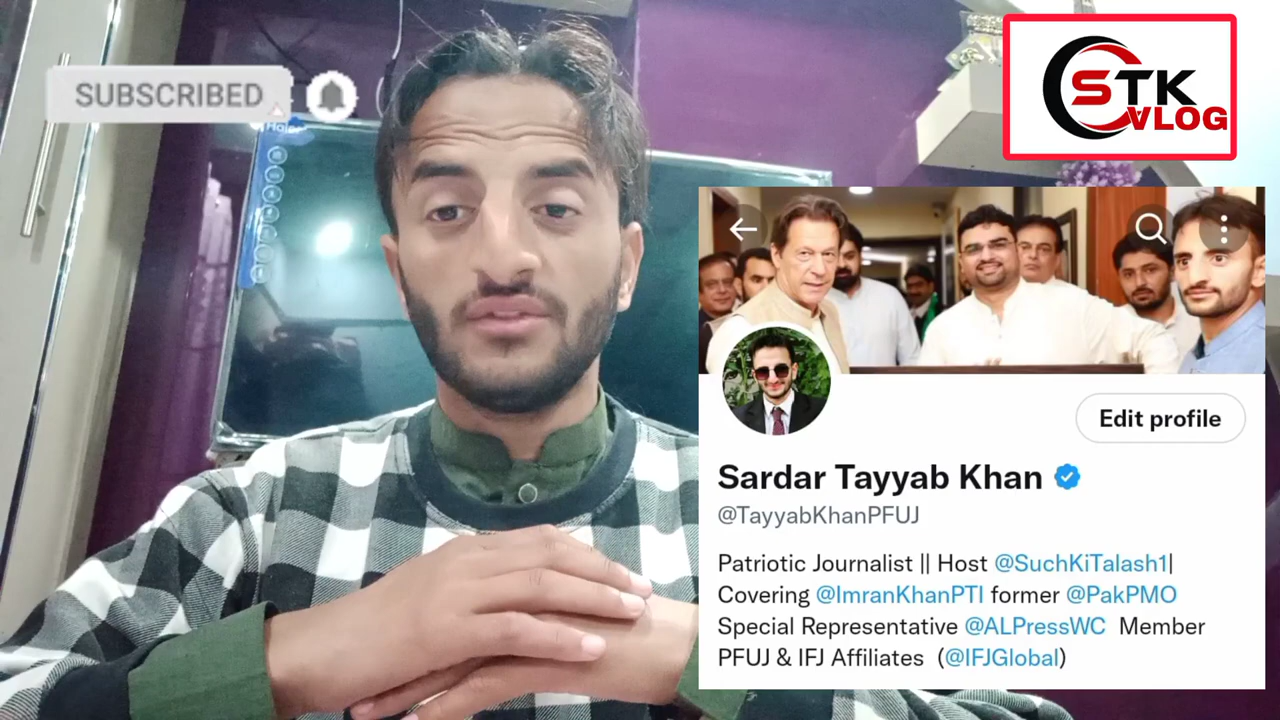 SUBSCRIBED
Haier
STK
VLOG
Edit profile
Sardar Tayyab Khan
@TayyabKhanPFUJ
Patriotic Journalist || Host @SuchKiTalash1|
Covering @ImranKhanPTI former @PakPMO
Special Representative @ALPressWC Member
PFUJ & IFJ Affiliates (@IFJGlobal)